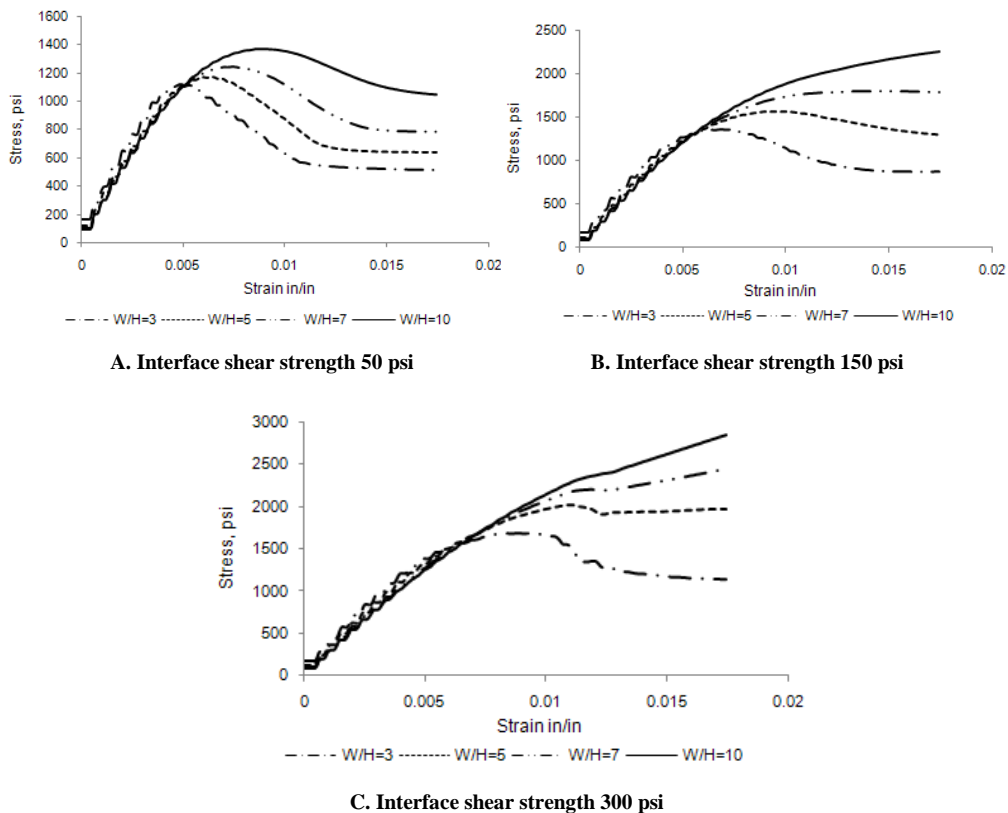 1600
1400
1200
1000
800
600
400
200
0
Stress, psi
0 0.005 0.01 0.015 0.02
Strain in/in
W/H=3 W/H=5 W/H=7 W/H=10
A. Interface shear strength 50 psi
2500
2000
1500
1000
500
0
Stress, psi
0 0.005 0.01 0.015 0.02
Strain in/in
W/H=3 W/H=5 W/H=7 W/H=10
B. Interface shear strength 150 psi
3000
2500
2000
1500
1000
500
0
Stress, psi
0 0.005 0.01 0.015 0.02
Strain in/in
W/H=3 W/H=5 W/H=7 W/H=10
C. Interface shear strength 300 psi